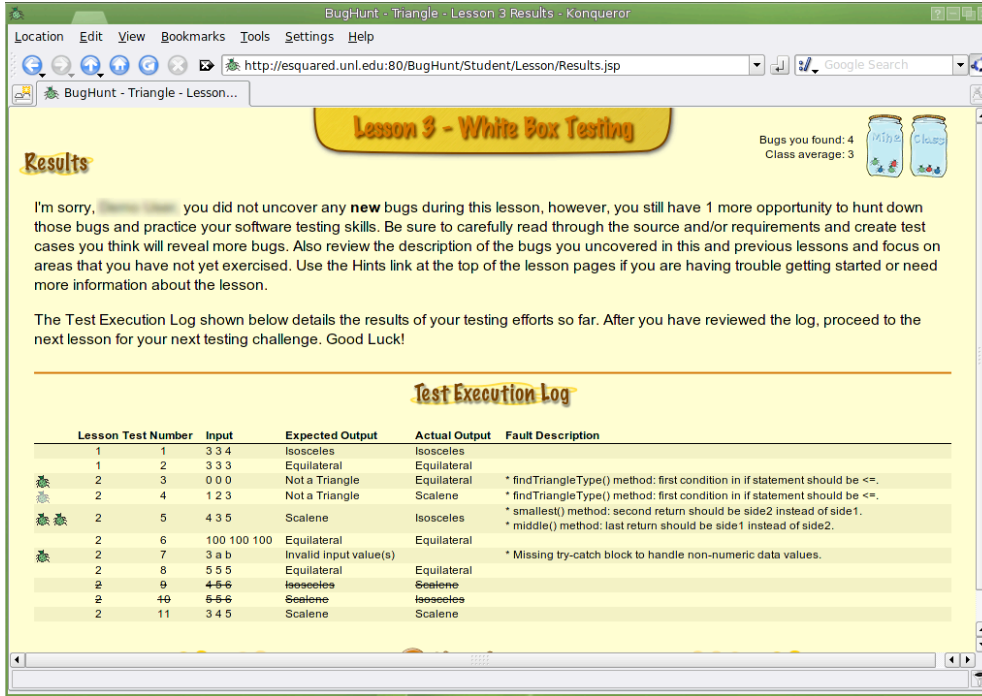 BugHunt - Triangle - Lesson 3 Results - Konqueror
Location Edit View Bookmarks Tools Settings Help
http://esquared.unl.edu:80/BugHunt/Student/Lesson/Results.jsp Google Search
BugHunt - Triangle - Lesson...
Lesson 3 - White Box Testing
Bugs you found: 4
Class average: 3
Mine Class
Results
I'm sorry, you did not uncover any new bugs during this lesson, however, you still have 1 more opportunity to hunt down
those bugs and practice your software testing skills. Be sure to carefully read through the source and/or requirements and create test
cases you think will reveal more bugs. Also review the description of the bugs you uncovered in this and previous lessons and focus on
areas that you have not yet exercised. Use the Hints link at the top of the lesson pages if you are having trouble getting started or need
more information about the lesson.
The Test Execution Log shown below details the results of your testing efforts so far. After you have reviewed the log, proceed to the
next lesson for your next testing challenge. Good Luck!
Test Execution Log
Lesson Test Number Input Expected Output Actual Output Fault Description
1 1 3 3 4 Isosceles Isosceles
1 2 3 3 3 Equilateral Equilateral
2 3 0 0 0 Not a Triangle Equilateral * findTriangleType() method: first condition in if statement should be <=.
2 4 1 2 3 Not a Triangle Scalene * findTriangleType() method: first condition in if statement should be <=.
2 5 4 3 5 Scalene Isosceles * smallest() method: second return should be side2 instead of side1.
* middle() method: last return should be side1 instead of side2.
2 6 100 100 100 Equilateral Equilateral
2 7 3 a b Invalid input value(s) * Missing try-catch block to handle non-numeric data values.
2 8 5 5 5 Equilateral Equilateral
2 9 4 5 6 Isosceles Scalene
2 10 5 5 6 Scalene Isosceles
2 11 3 4 5 Scalene Scalene